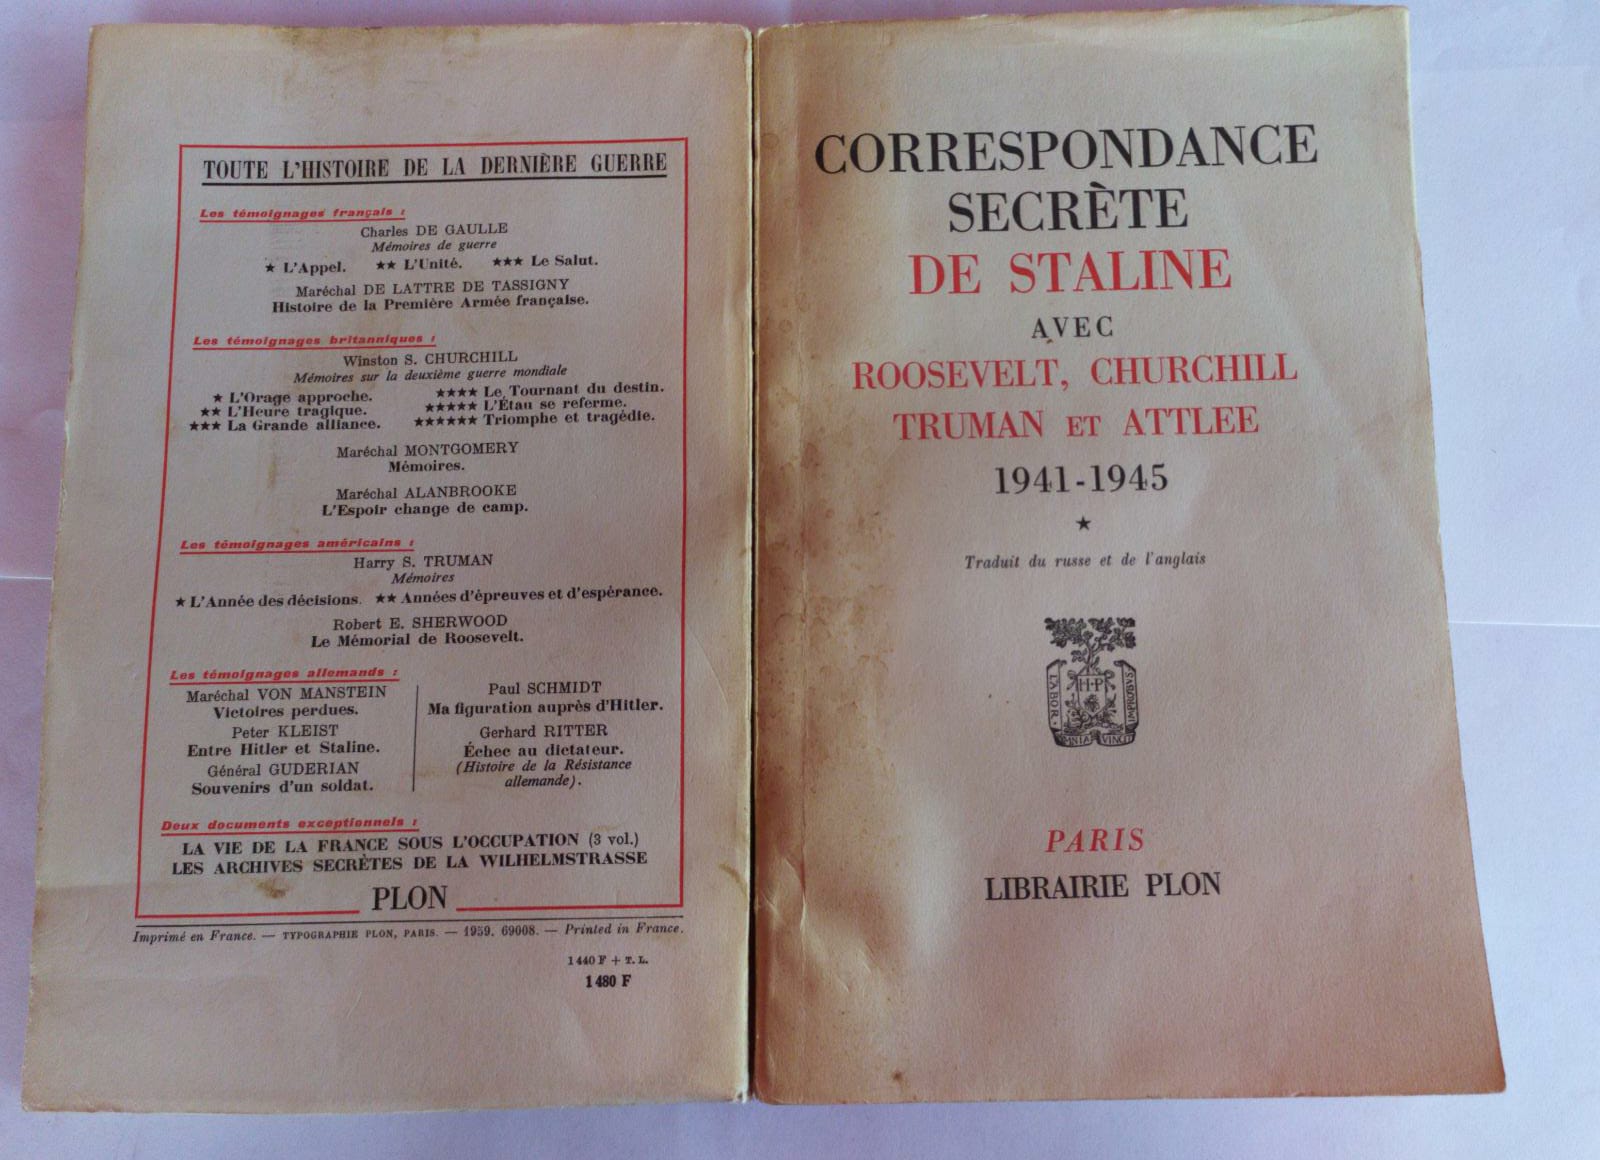 TOUTE L'HISTOIRE DE LA DERNIÈRE GUERRE
Les témoignages français :
Charles DE GAULLE
Mémoires de guerre
★ L'Appel. ★★ L'Unité. ★★★ Le Salut.
Maréchal DE LATTRE DE TASSIGNY
Histoire de la Première Armée française.
Les témoignages britanniques :
Winston S. CHURCHILL
Mémoires sur la deuxième guerre mondiale
★ L'Orage approche.
★★ L'Heure tragique.
★★★ La Grande alliance.
★★★★ Le Tournant du destin.
★★★★★ L'Étau se referme.
★★★★★★ Triomphe et tragédie.
Maréchal MONTGOMERY
Mémoires.
Maréchal ALANBROOKE
L'Espoir change de camp.
Les témoignages américains :
Harry S. TRUMAN
Mémoires
★ L'Année des décisions. ★★ Années d'épreuves et d'espérance.
Robert E. SHERWOOD
Le Mémorial de Roosevelt.
Les témoignages allemands :
Maréchal VON MANSTEIN
Victoires perdues.
Peter KLEIST
Entre Hitler et Staline.
Général GUDERIAN
Souvenirs d'un soldat.
Paul SCHMIDT
Ma figuration auprès d'Hitler.
Gerhard RITTER
Échec au dictateur.
(Histoire de la Résistance
allemande).
Deux documents exceptionnels :
LA VIE DE LA FRANCE SOUS L'OCCUPATION (3 vol.)
LES ARCHIVES SECRÈTES DE LA WILHELMSTRASSE
PLON
Imprimé en France. — TYPOGRAPHIE PLON, PARIS. — 1959. 69008. — Printed in France.
1 440 F + T. L.
1 480 F
CORRESPONDANCE
SECRÈTE
DE STALINE
AVEC
ROOSEVELT, CHURCHILL
TRUMAN ET ATTLEE
1941-1945
★
Traduit du russe et de l'anglais
H·P
LABOR
IMPROBVS
OMNIA VINCIT
PARIS
LIBRAIRIE PLON